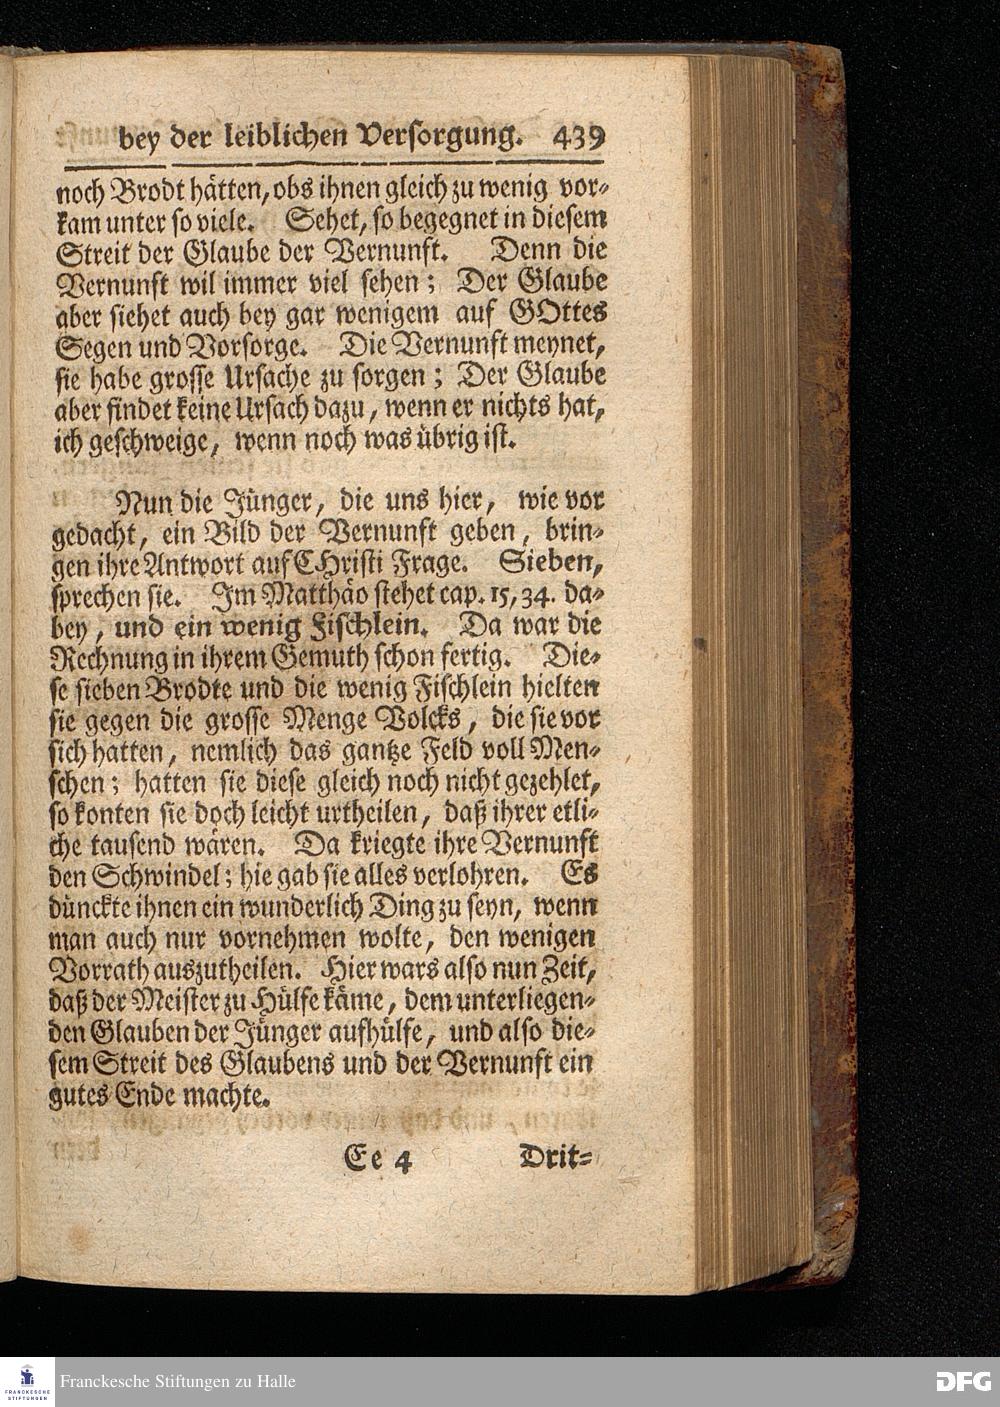 bey der leiblichen Versorgung. 439
noch Brodt hätten, obs ihnen gleich zu wenig vor-
kam unter so viele. Sehet, so begegnet in diesem
Streit der Glaube der Vernunft. Denn die
Vernunft wil immer viel sehen; Der Glaube
aber siehet auch bey gar wenigem auf GOttes
Segen und Vorsorge. Die Vernunft meynet,
sie habe grosse Ursache zu sorgen; Der Glaube
aber findet keine Ursach dazu, wenn er nichts hat,
ich geschweige, wenn noch was übrig ist.
Nun die Jünger, die uns hier, wie vor
gedacht, ein Bild der Vernunft geben, brin-
gen ihre Antwort auf CHristi Frage. Sieben,
sprechen sie. Im Matthäo stehet cap. 15, 34. da-
bey, und ein wenig Fischlein. Da war die
Rechnung in ihrem Gemuth schon fertig. Die-
se sieben Brodte und die wenig Fischlein hielten
sie gegen die grosse Menge Volcks, die sie vor
sich hatten, nemlich das gantze Feld voll Men-
schen; hatten sie diese gleich noch nicht gezehlet,
so konten sie doch leicht urtheilen, daß ihrer etli-
che tausend wären. Da kriegte ihre Vernunft
den Schwindel; hie gab sie alles verlohren. Es
dünckte ihnen ein wunderlich Ding zu seyn, wenn
man auch nur vornehmen wolte, den wenigen
Vorrath auszutheilen. Hier wars also nun Zeit,
daß der Meister zu Hülfe käme, dem unterliegen-
den Glauben der Jünger aufhülfe, und also die-
sem Streit des Glaubens und der Vernunft ein
gutes Ende machte.
Ee 4 Drit-
FRANCKESCHE
STIFTUNGEN
Franckesche Stiftungen zu Halle
DFG